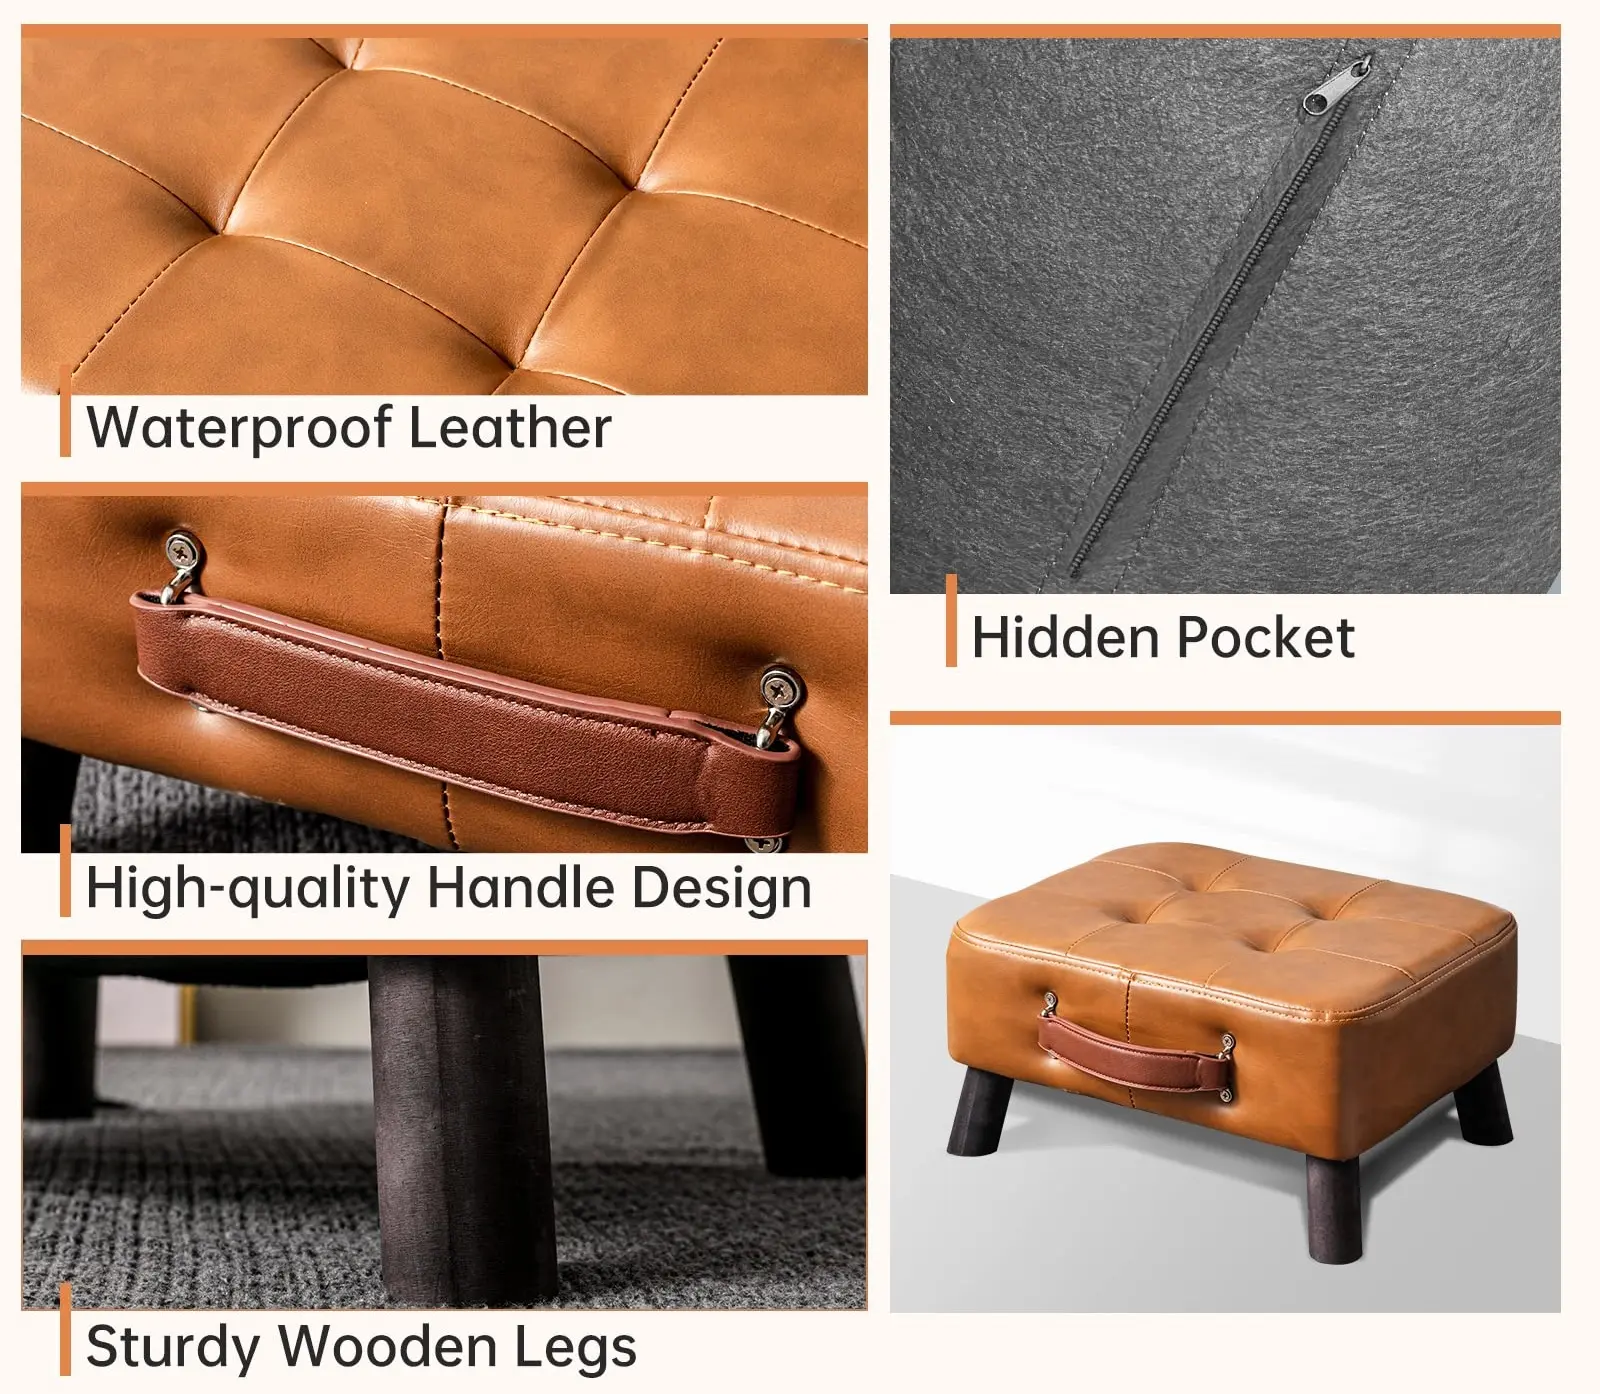 Waterproof Leather
High-quality Handle Design
Sturdy Wooden Legs
Hidden Pocket